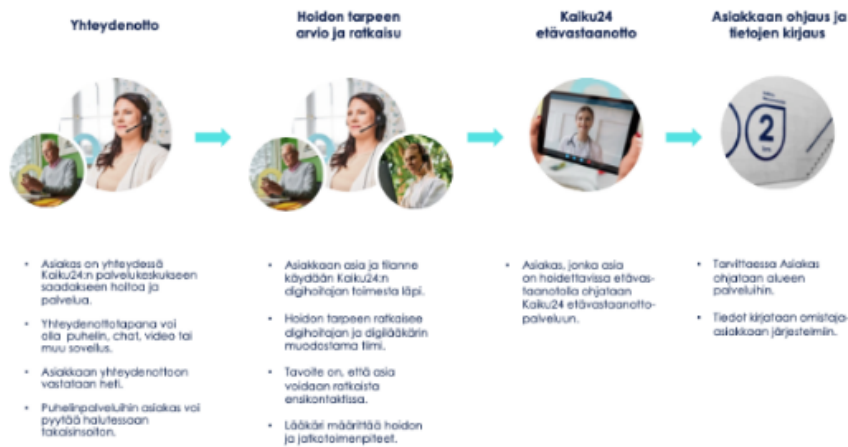 Yhteydenotto
Hoidon tarpeen
arvio ja ratkaisu
Kaiku24
etävastaanotto
Asiakkaan ohjaus ja
tietojen kirjaus
2
• Asiakas on yhteydessä
Kaiku24:n palvelukeskukseen
saadakseen hoitoa ja
palvelua.
• Yhteydenottotapana voi
olla puhelin, chat, video tai
muu sovellus.
• Asiakkaan yhteydenottoon
vastataan heti.
• Puhelinpalveluihin asiakas voi
pyytää halutessaan
takaisinsoiton.
• Asiakkaan asia ja tilanne
käydään Kaiku24:n
digihoitajan toimesta läpi.
• Hoidon tarpeen ratkaisee
digihoitajan ja digilääkärin
muodostama tiimi.
• Tavoite on, että asia
voidaan ratkaista
ensikontaktissa.
• Lääkäri määrittää hoidon
ja jatkotoimenpiteet.
• Asiakas, jonka asia
on hoidettavissa etävas-
taanotolla ohjataan
Kaiku24 etävastaanotto-
palveluun.
• Tarvittaessa Asiakas
ohjataan alueen
palveluihin.
• Tiedot kirjataan omistaja-
asiakkaan järjestelmiin.